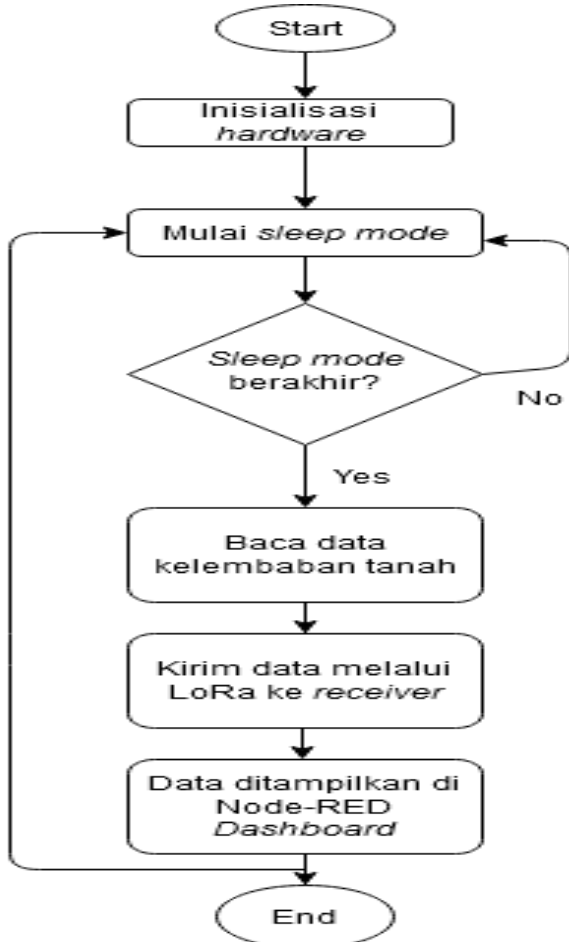 Start
Inisialisasi
hardware
Mulai sleep mode
Sleep mode
berakhir?
No
Yes
Baca data
kelembaban tanah
Kirim data melalui
LoRa ke receiver
Data ditampilkan di
Node-RED
Dashboard
End